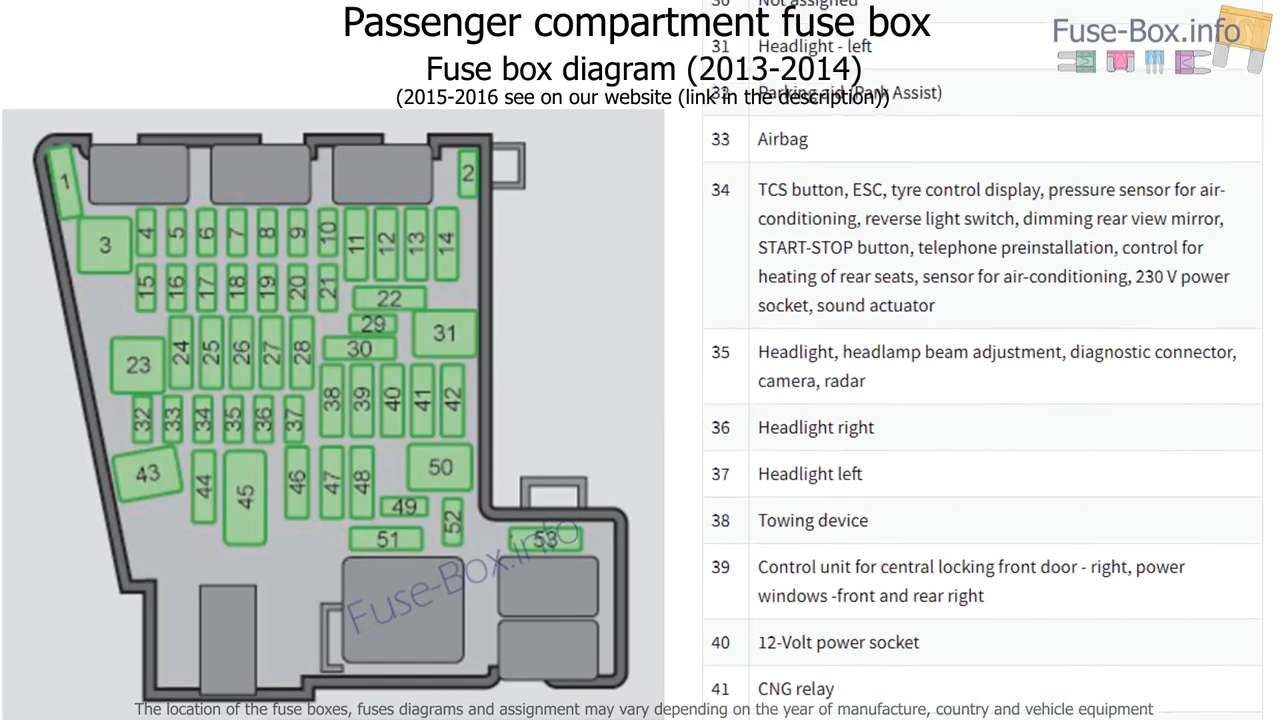 Passenger compartment fuse box
Fuse box diagram (2013-2014)
(2015-2016 see on our website (link in the description))
Fuse-Box.info
1
2
3
4 5 6 7 8 9 10 11 12 13 14
15 16 17 18 19 20 21
22
29
31
30
23
24 25 26 27 28
38 39 40 41 42
32 33 34 35 36 37
43
44
45
46 47 48
50
49
52
51
53
Fuse-Box.info
30 Not assigned
31 Headlight - left
32 Parking aid (Park Assist)
33 Airbag
34 TCS button, ESC, tyre control display, pressure sensor for air-
conditioning, reverse light switch, dimming rear view mirror,
START-STOP button, telephone preinstallation, control for
heating of rear seats, sensor for air-conditioning, 230 V power
socket, sound actuator
35 Headlight, headlamp beam adjustment, diagnostic connector,
camera, radar
36 Headlight right
37 Headlight left
38 Towing device
39 Control unit for central locking front door - right, power
windows -front and rear right
40 12-Volt power socket
41 CNG relay
The location of the fuse boxes, fuses diagrams and assignment may vary depending on the year of manufacture, country and vehicle equipment